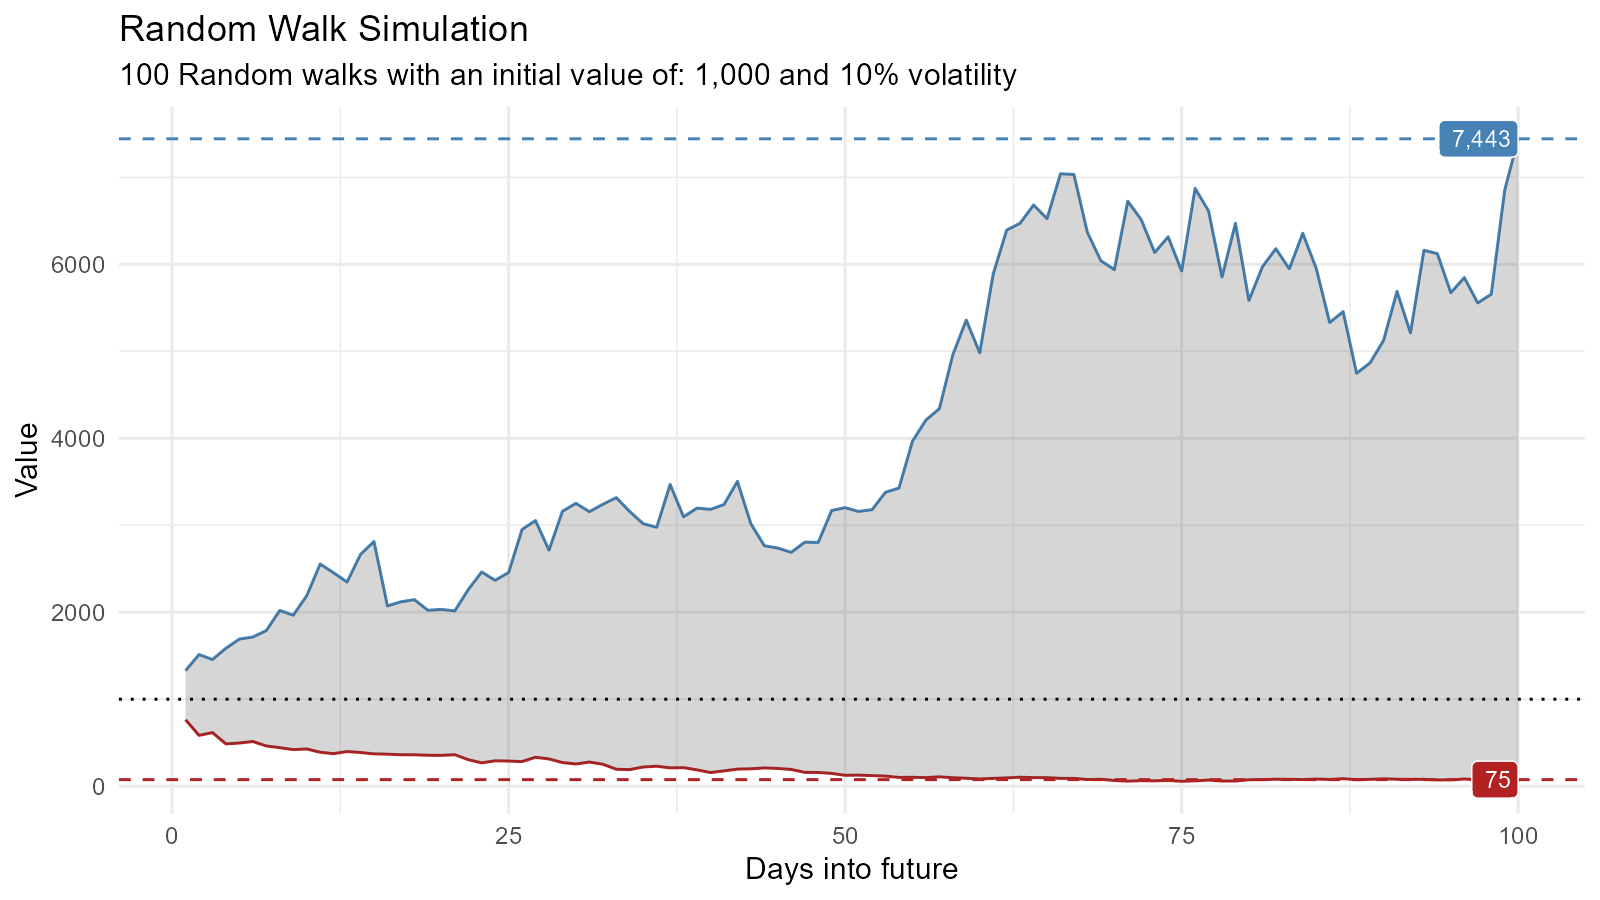 Random Walk Simulation
100 Random walks with an initial value of: 1,000 and 10% volatility
7,443
6000
4000
2000
0
75
Value
0 25 50 75 100
Days into future